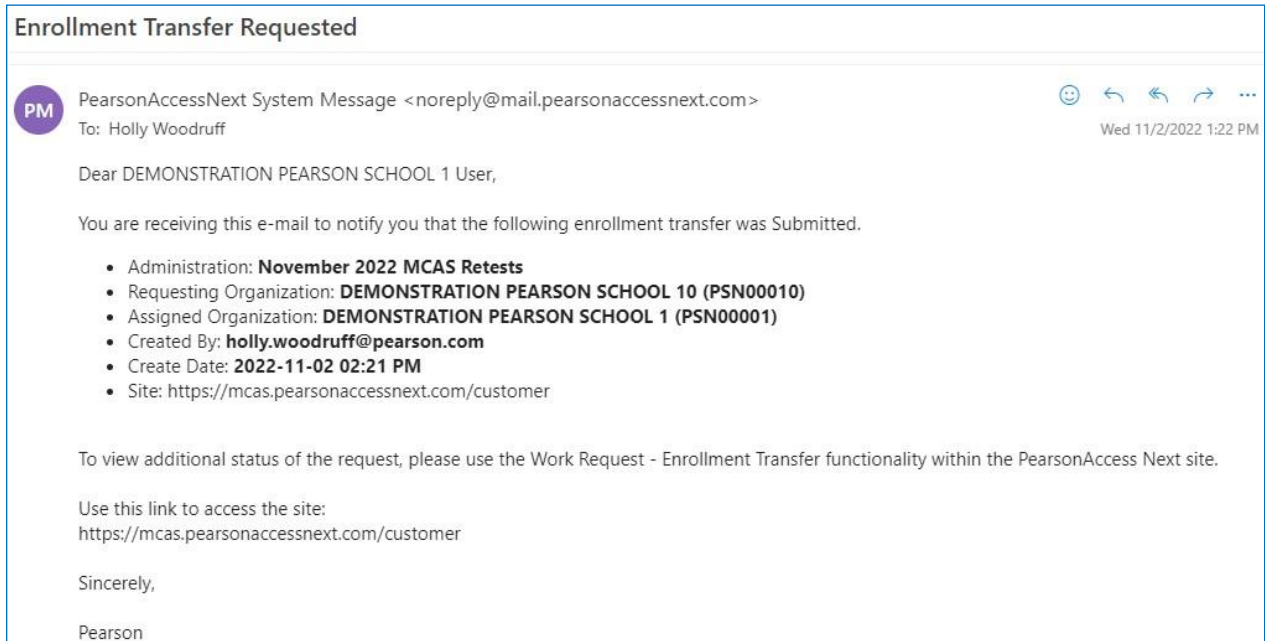 Enrollment Transfer Requested
PM
PearsonAccessNext System Message <noreply@mail.pearsonaccessnext.com>
To: Holly Woodruff
Wed 11/2/2022 1:22 PM
Dear DEMONSTRATION PEARSON SCHOOL 1 User,
You are receiving this e-mail to notify you that the following enrollment transfer was Submitted.
• Administration: November 2022 MCAS Retests
• Requesting Organization: DEMONSTRATION PEARSON SCHOOL 10 (PSN00010)
• Assigned Organization: DEMONSTRATION PEARSON SCHOOL 1 (PSN00001)
• Created By: holly.woodruff@pearson.com
• Create Date: 2022-11-02 02:21 PM
• Site: https://mcas.pearsonaccessnext.com/customer
To view additional status of the request, please use the Work Request - Enrollment Transfer functionality within the PearsonAccess Next site.
Use this link to access the site:
https://mcas.pearsonaccessnext.com/customer
Sincerely,
Pearson